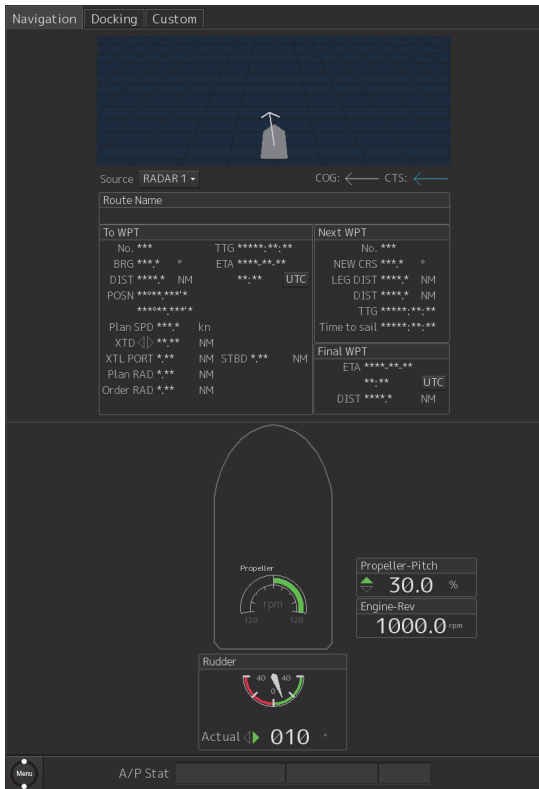 Navigation Docking Custom
Source RADAR 1 COG: CTS:
Route Name
To WPT
No. ***
TTG *****:**:**
BRG ***.* °
ETA ****-**-**
DIST ****.* NM
**:** UTC
POSN **°**.***'*
***°**.***'*
Plan SPD ***.* kn
XTD **.** NM
XTL PORT *.** NM STBD *.** NM
Plan RAD *.** NM
Order RAD *.** NM
Next WPT
No. ***
NEW CRS ***.* °
LEG DIST ****.* NM
DIST ****.* NM
TTG *****:**:**
Time to sail *****:**:**
Final WPT
ETA ****-**-**
**:** UTC
DIST ****.* NM
Propeller
rpm
120 120
Propeller-Pitch
30.0 %
Engine-Rev
1000.0 rpm
Rudder
40 40
0
Actual 010 °
Menu
A/P Stat